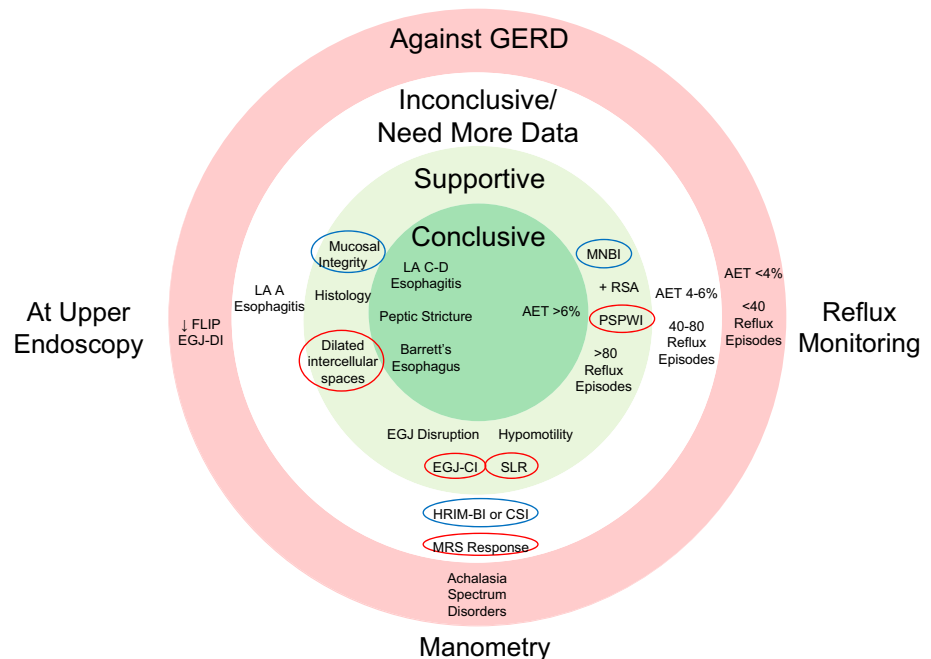 Against GERD
Inconclusive/
Need More Data
Supportive
Conclusive
At Upper
Endoscopy
↓ FLIP
EGJ-DI
LA A
Esophagitis
Mucosal
Integrity
Histology
Dilated
intercellular
spaces
LA C-D
Esophagitis
Peptic Stricture
Barrett's
Esophagus
AET >6%
MNBI
+ RSA
PSPWI
>80
Reflux
Episodes
AET 4-6%
40-80
Reflux
Episodes
AET <4%
<40
Reflux
Episodes
Reflux
Monitoring
EGJ Disruption
Hypomotility
EGJ-CI
SLR
HRIM-BI or CSI
MRS Response
Achalasia
Spectrum
Disorders
Manometry